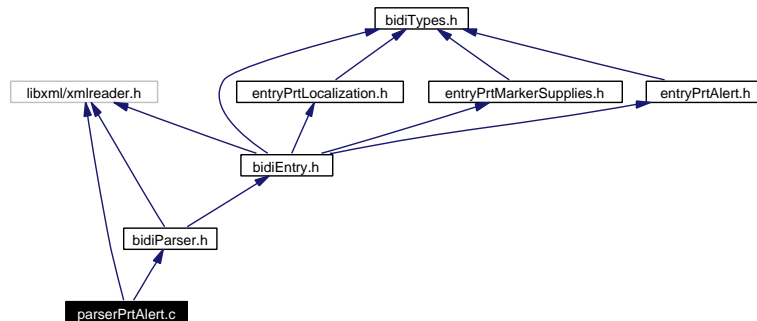 bidiTypes.h
libxml/xmlreader.h
entryPrtLocalization.h
entryPrtMarkerSupplies.h
entryPrtAlert.h
bidiEntry.h
bidiParser.h
parserPrtAlert.c